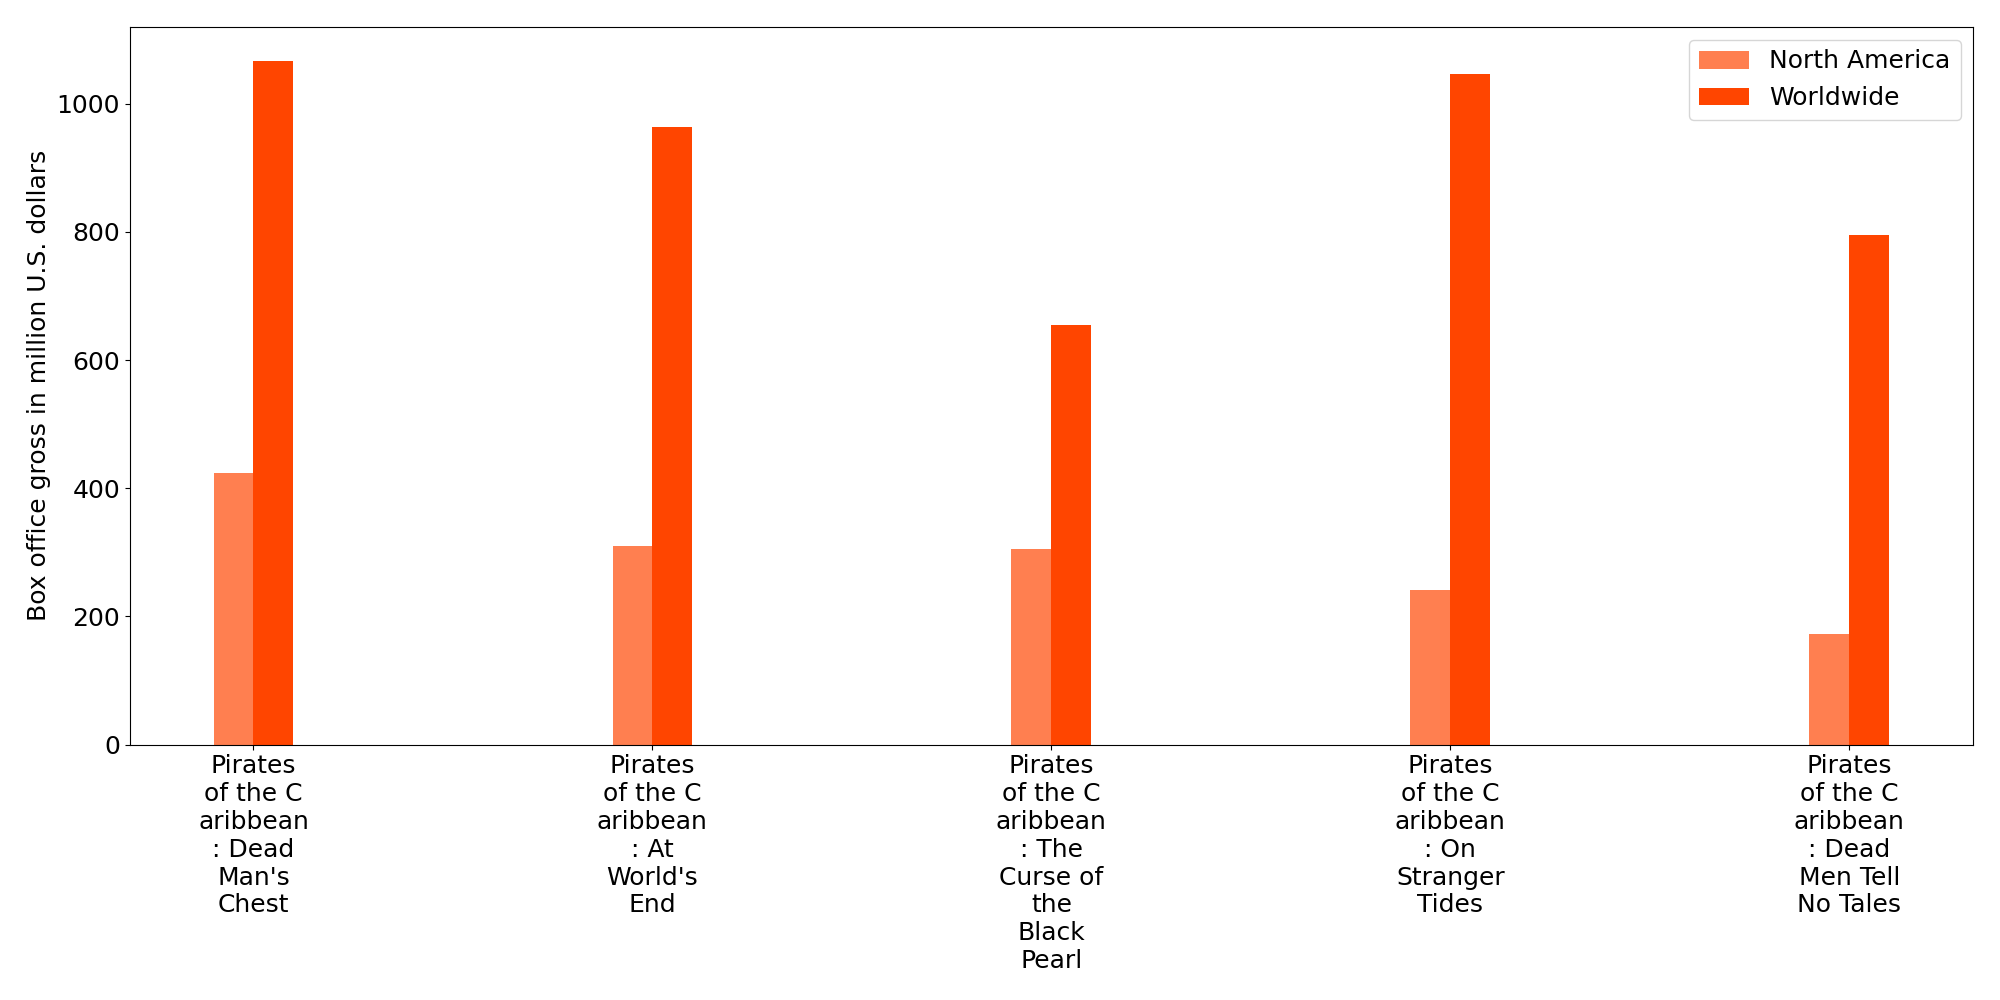 North America
Worldwide
Box office gross in million U.S. dollars
1000
800
600
400
200
0
Pirates
of the C
aribbean
: Dead
Man's
Chest
Pirates
of the C
aribbean
: At
World's
End
Pirates
of the C
aribbean
: The
Curse of
the
Black
Pearl
Pirates
of the C
aribbean
: On
Stranger
Tides
Pirates
of the C
aribbean
: Dead
Men Tell
No Tales